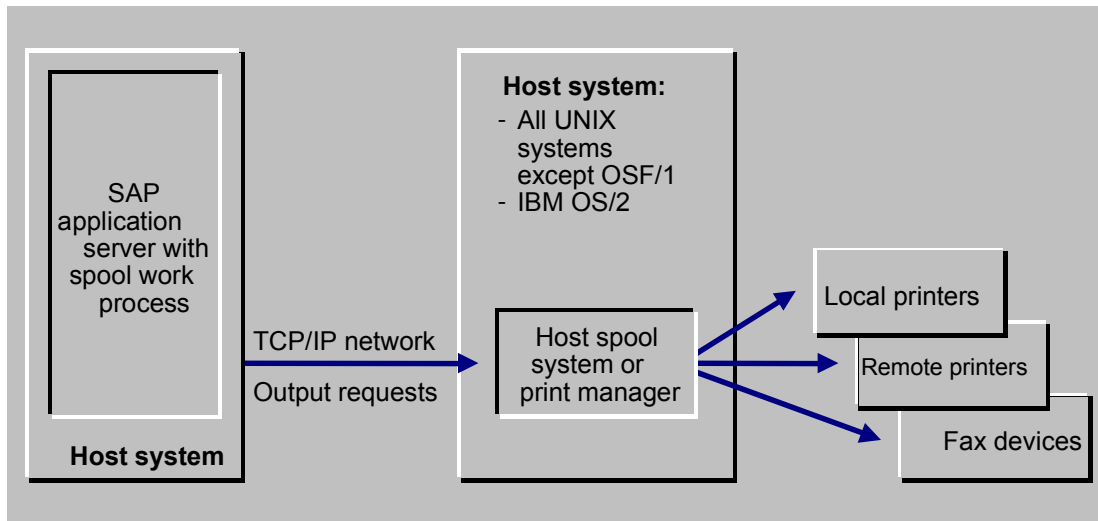 SAP
application
server with
spool work
process
Host system
TCP/IP network
Output requests
Host system:
- All UNIX
systems
except OSF/1
- IBM OS/2
Host spool
system or
print manager
Local printers
Remote printers
Fax devices